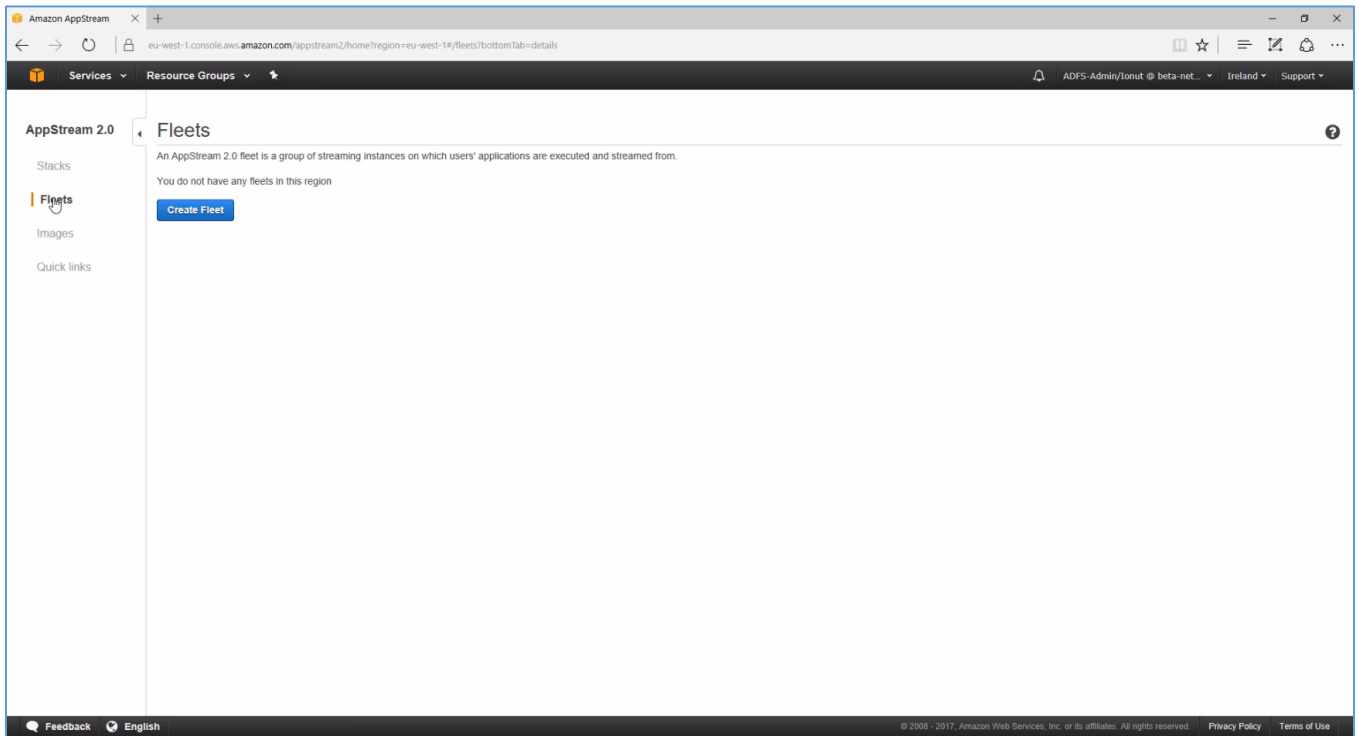 Amazon AppStream
eu-west-1.console.aws.amazon.com/appstream2/home?region=eu-west-1#/fleets?bottomTab=details
Services Resource Groups ADFS-Admin/Ionut @ beta-net... Ireland Support
AppStream 2.0
Stacks
Fleets
Images
Quick links
Fleets
An AppStream 2.0 fleet is a group of streaming instances on which users' applications are executed and streamed from.
You do not have any fleets in this region
Create Fleet
Feedback English © 2008 - 2017, Amazon Web Services, Inc. or its affiliates. All rights reserved. Privacy Policy Terms of Use